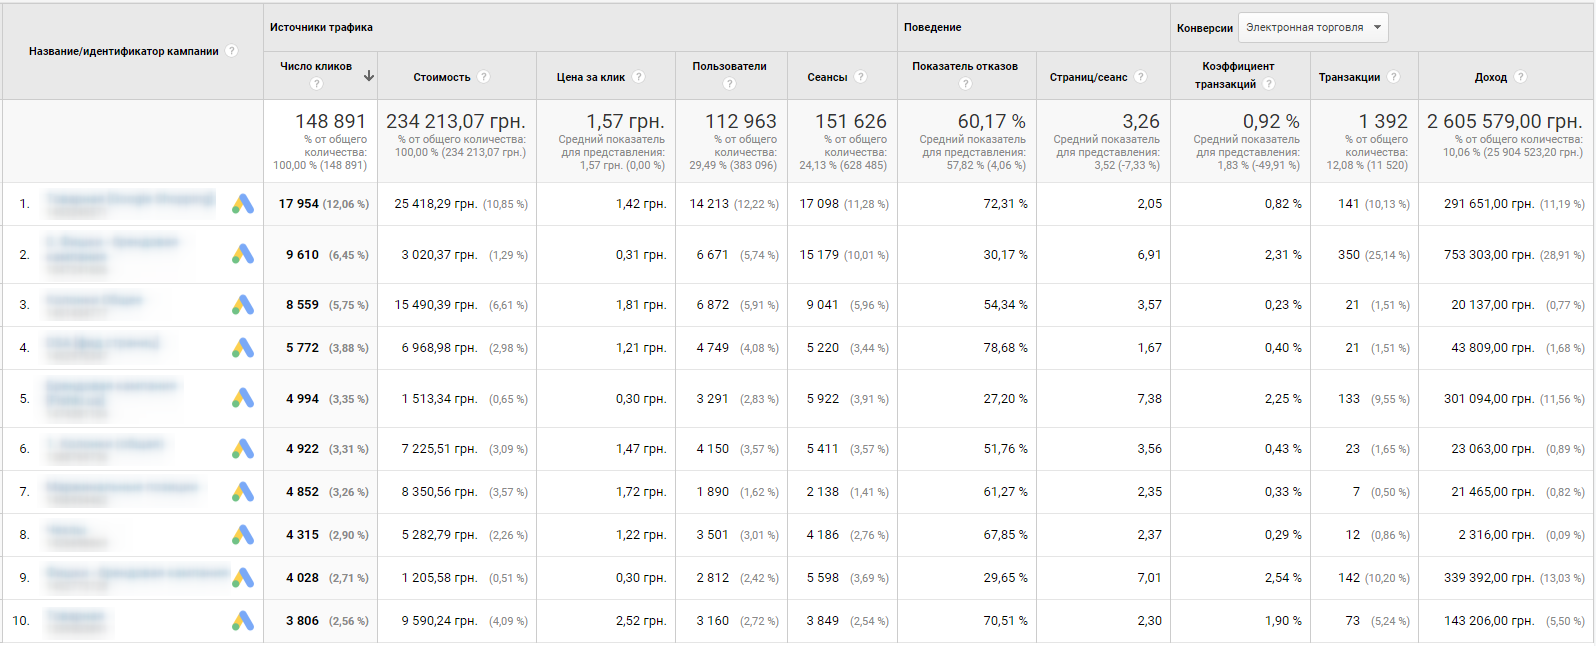 Название/идентификатор кампании ?
Источники трафика
Поведение
Конверсии Электронная торговля
Число кликов ?
Стоимость ?
Цена за клик ?
Пользователи ?
Сеансы ?
Показатель отказов ?
Страниц/сеанс ?
Коэффициент транзакций ?
Транзакции ?
Доход ?
148 891 234 213,07 грн. 1,57 грн. 112 963 151 626 60,17 % 3,26 0,92 % 1 392 2 605 579,00 грн.
% от общего количества: 100,00 % (148 891)
% от общего количества: 100,00 % (234 213,07 грн.)
Средний показатель для представления: 1,57 грн. (0,00 %)
% от общего количества: 29,49 % (383 096)
% от общего количества: 24,13 % (628 485)
Средний показатель для представления: 57,82 % (4,06 %)
Средний показатель для представления: 3,52 (-7,33 %)
Средний показатель для представления: 1,83 % (-49,91 %)
% от общего количества: 12,08 % (11 520)
% от общего количества: 10,06 % (25 904 523,20 грн.)
1. 17 954 (12,06 %) 25 418,29 грн. (10,85 %) 1,42 грн. 14 213 (12,22 %) 17 098 (11,28 %) 72,31 % 2,05 0,82 % 141 (10,13 %) 291 651,00 грн. (11,19 %)
2. 9 610 (6,45 %) 3 020,37 грн. (1,29 %) 0,31 грн. 6 671 (5,74 %) 15 179 (10,01 %) 30,17 % 6,91 2,31 % 350 (25,14 %) 753 303,00 грн. (28,91 %)
3. 8 559 (5,75 %) 15 490,39 грн. (6,61 %) 1,81 грн. 6 872 (5,91 %) 9 041 (5,96 %) 54,34 % 3,57 0,23 % 21 (1,51 %) 20 137,00 грн. (0,77 %)
4. 5 772 (3,88 %) 6 968,98 грн. (2,98 %) 1,21 грн. 4 749 (4,08 %) 5 220 (3,44 %) 78,68 % 1,67 0,40 % 21 (1,51 %) 43 809,00 грн. (1,68 %)
5. 4 994 (3,35 %) 1 513,34 грн. (0,65 %) 0,30 грн. 3 291 (2,83 %) 5 922 (3,91 %) 27,20 % 7,38 2,25 % 133 (9,55 %) 301 094,00 грн. (11,56 %)
6. 4 922 (3,31 %) 7 225,51 грн. (3,09 %) 1,47 грн. 4 150 (3,57 %) 5 411 (3,57 %) 51,76 % 3,56 0,43 % 23 (1,65 %) 23 063,00 грн. (0,89 %)
7. 4 852 (3,26 %) 8 350,56 грн. (3,57 %) 1,72 грн. 1 890 (1,62 %) 2 138 (1,41 %) 61,27 % 2,35 0,33 % 7 (0,50 %) 21 465,00 грн. (0,82 %)
8. 4 315 (2,90 %) 5 282,79 грн. (2,26 %) 1,22 грн. 3 501 (3,01 %) 4 186 (2,76 %) 67,85 % 2,37 0,29 % 12 (0,86 %) 2 316,00 грн. (0,09 %)
9. 4 028 (2,71 %) 1 205,58 грн. (0,51 %) 0,30 грн. 2 812 (2,42 %) 5 598 (3,69 %) 29,65 % 7,01 2,54 % 142 (10,20 %) 339 392,00 грн. (13,03 %)
10. 3 806 (2,56 %) 9 590,24 грн. (4,09 %) 2,52 грн. 3 160 (2,72 %) 3 849 (2,54 %) 70,51 % 2,30 1,90 % 73 (5,24 %) 143 206,00 грн. (5,50 %)